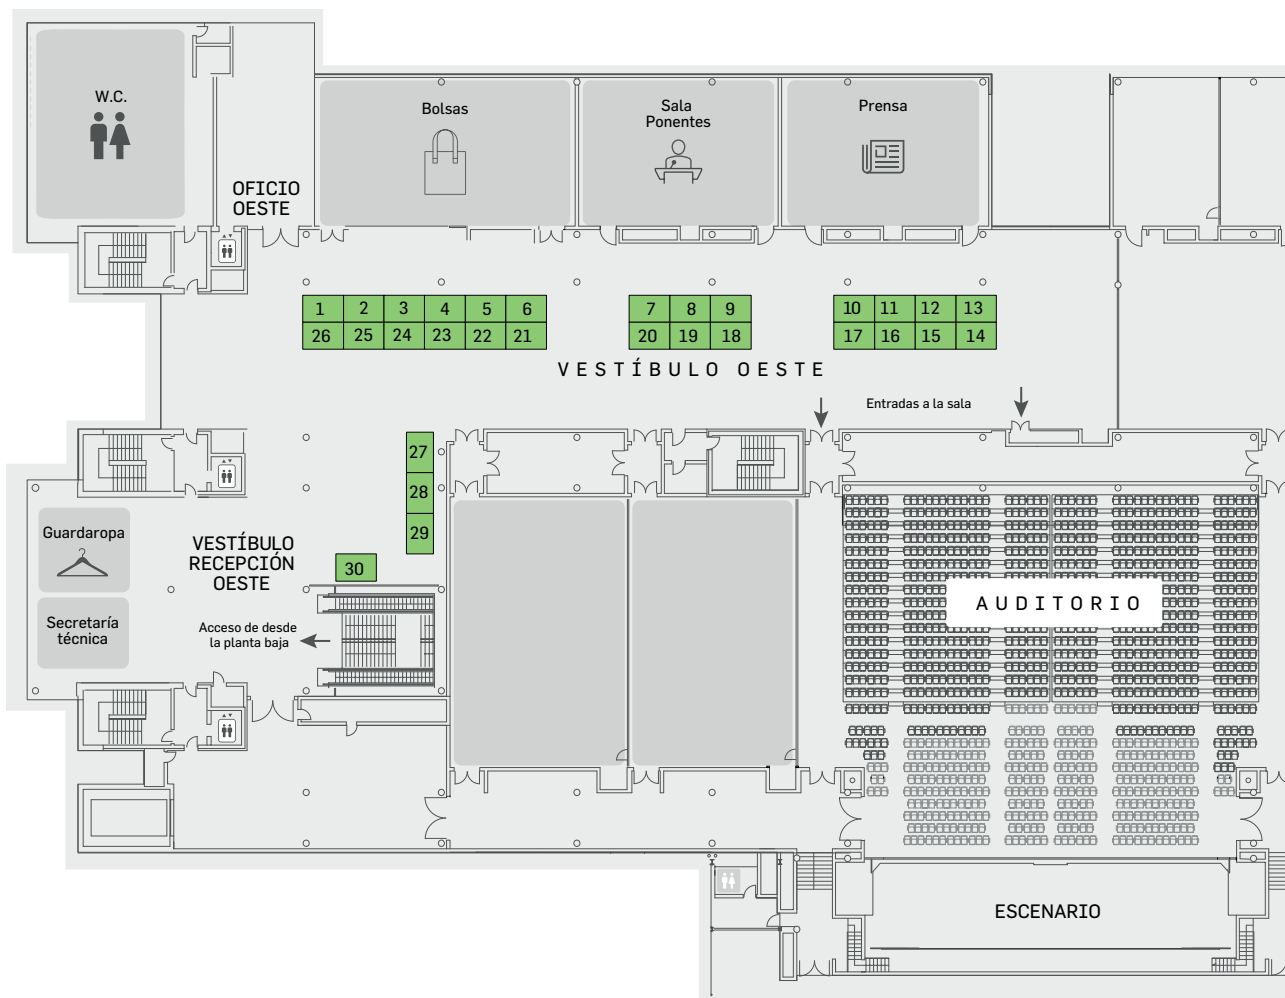 W.C.
Bolsas
Sala
Ponentes
Prensa
OFICIO
OESTE
1 2 3 4 5 6 7 8 9 10 11 12 13
26 25 24 23 22 21 20 19 18 17 16 15 14
VESTÍBULO OESTE
Entradas a la sala
27
28
29
30
Guardaropa
VESTÍBULO
RECEPCIÓN
OESTE
Secretaría
técnica
Acceso de desde
la planta baja
AUDITORIO
ESCENARIO